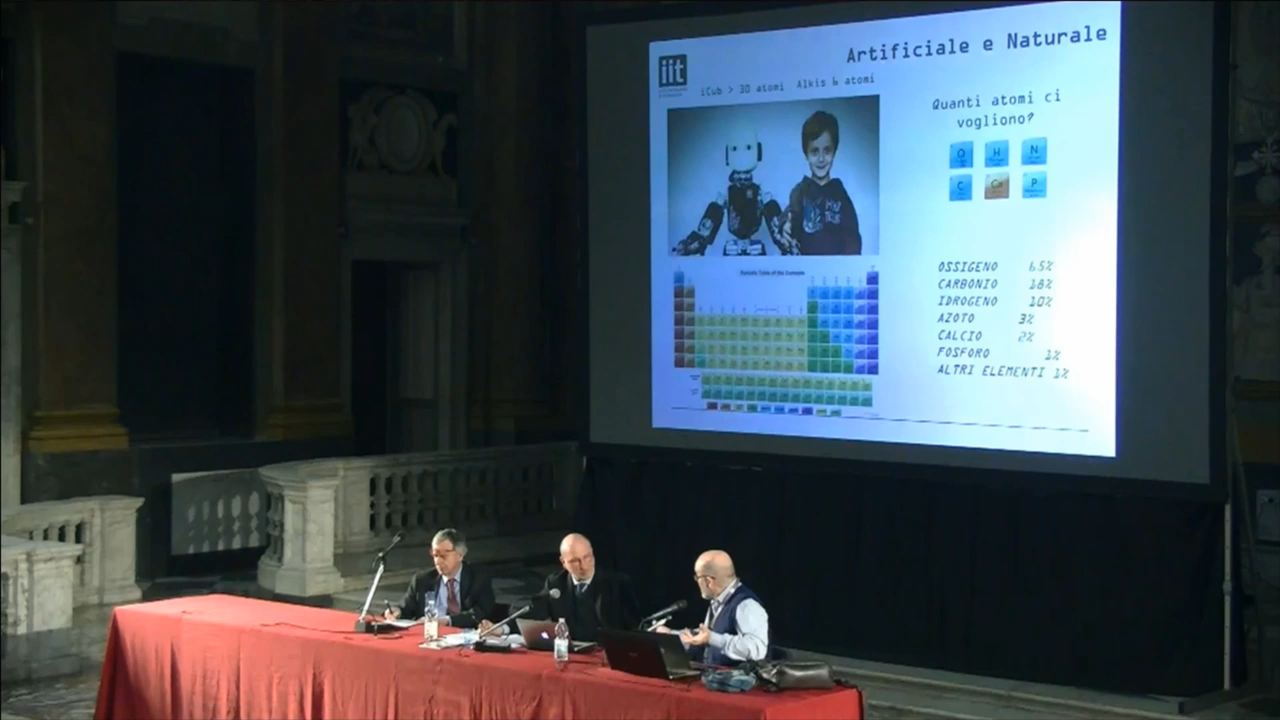 Artificiale e Naturale
iit
iCub > 30 atomi Alkis 6 atomi
Quanti atomi ci
vogliono?
O H N
C Ca P
Periodic Table of the Elements
OSSIGENO 65%
CARBONIO 18%
IDROGENO 10%
AZOTO 3%
CALCIO 2%
FOSFORO 1%
ALTRI ELEMENTI 1%